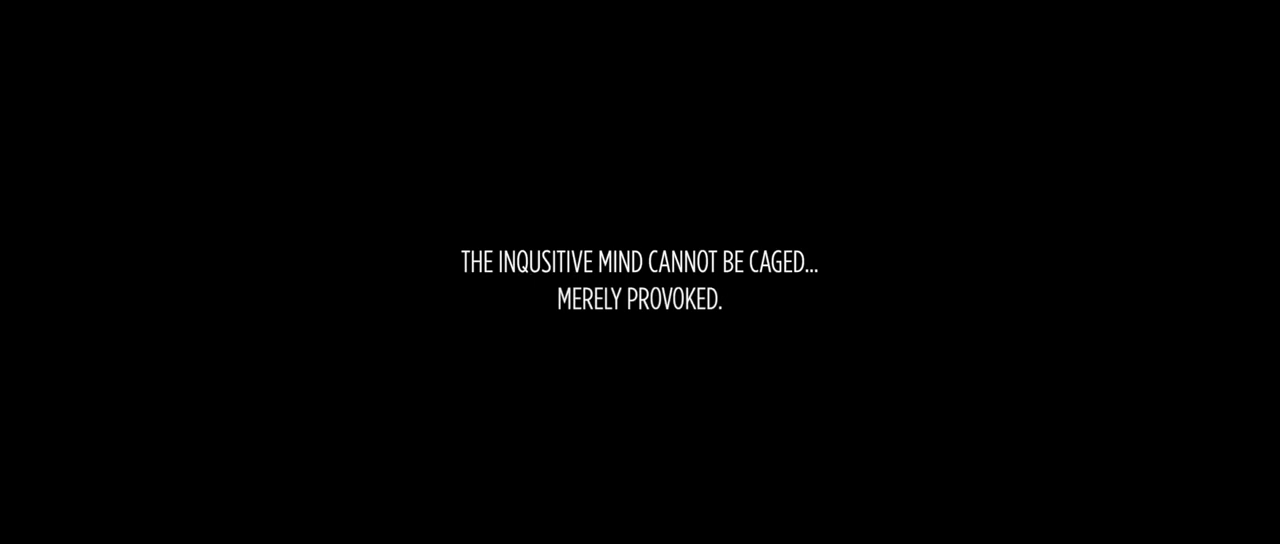 THE INQUSITIVE MIND CANNOT BE CAGED...
MERELY PROVOKED.